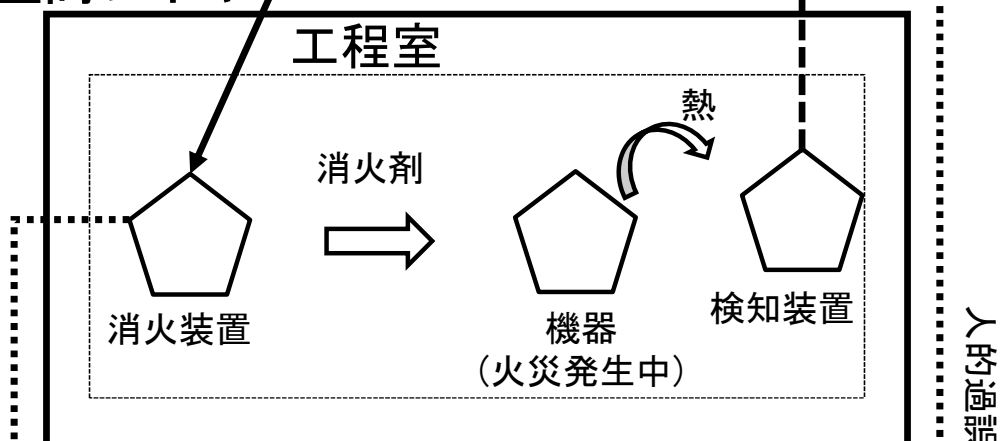 工程室
熱
消火剤
消火装置
機器
（火災発生中）
検知装置
人的過誤